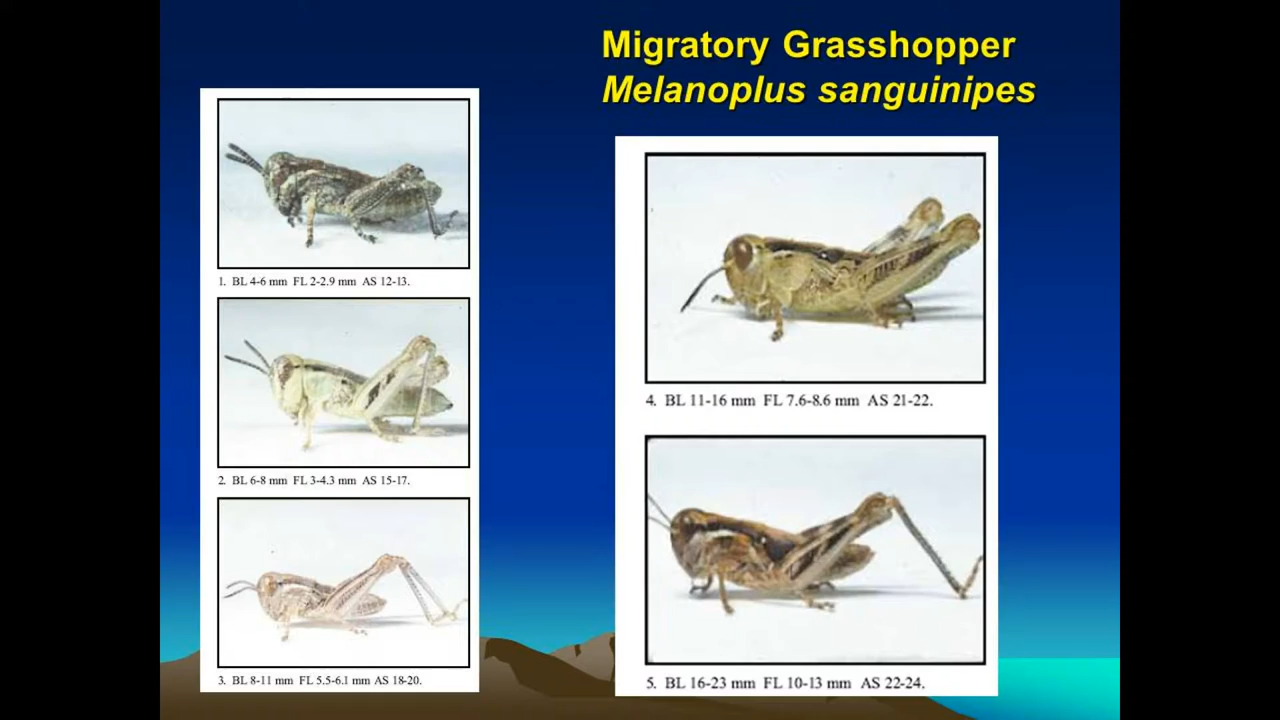 Migratory Grasshopper
Melanoplus sanguinipes
1. BL 4-6 mm FL 2-2.9 mm AS 12-13.
2. BL 6-8 mm FL 3-4.3 mm AS 15-17.
3. BL 8-11 mm FL 5.5-6.1 mm AS 18-20.
4. BL 11-16 mm FL 7.6-8.6 mm AS 21-22.
5. BL 16-23 mm FL 10-13 mm AS 22-24.